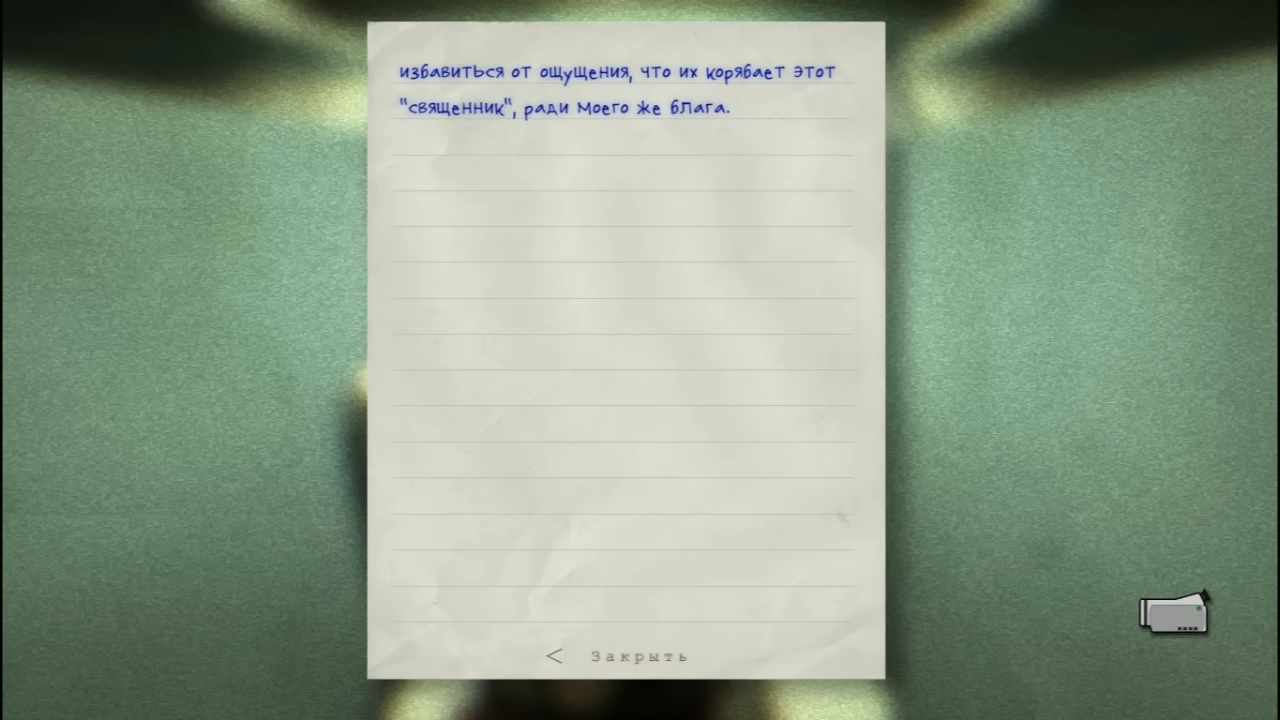 избавиться от ощущения, что их корябает этот
"священник", ради моего же блага.
< Закрыть